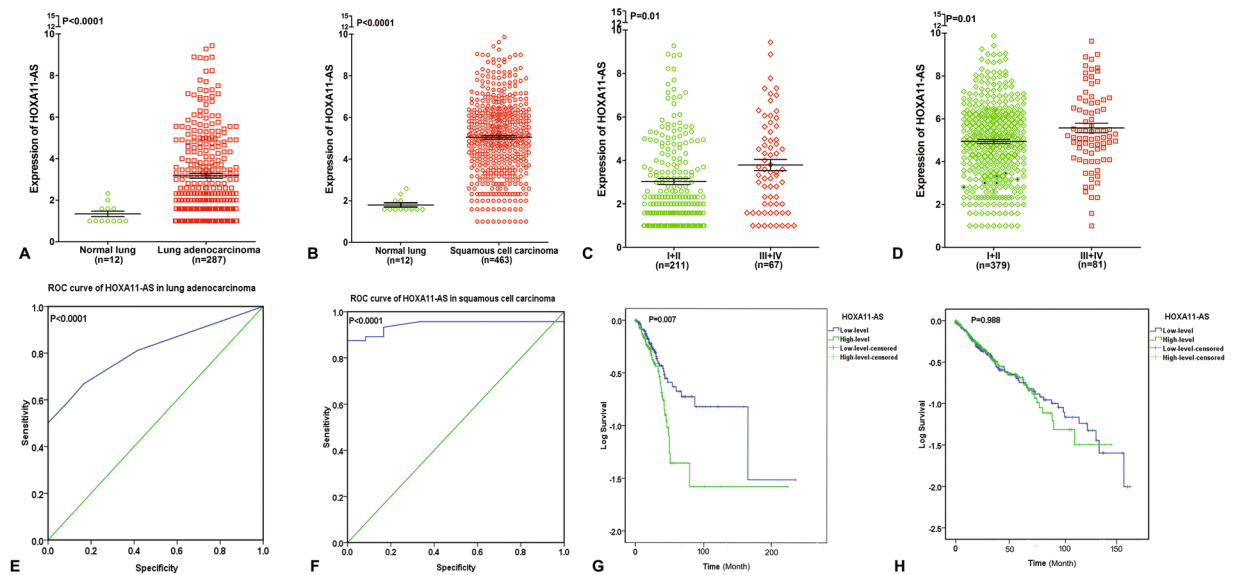 P<0.0001
Expression of HOXA11-AS
15
12
10
8
6
4
2
0
Normal lung
(n=12)
Lung adenocarcinoma
(n=287)
A
P<0.0001
Expression of HOXA11-AS
15
12
10
8
6
4
2
0
Normal lung
(n=12)
Squamous cell carcinoma
(n=463)
B
P=0.01
Expression of HOXA11-AS
15
12
10
8
6
4
2
0
I+II
(n=211)
III+IV
(n=67)
C
P=0.01
Expression of HOXA11-AS
15
12
10
8
6
4
2
0
I+II
(n=379)
III+IV
(n=81)
D
ROC curve of HOXA11-AS in lung adenocarcinoma
P<0.0001
Sensitivity
1.0
0.8
0.6
0.4
0.2
0.0
0.0 0.2 0.4 0.6 0.8 1.0
Specificity
E
ROC curve of HOXA11-AS in squamous cell carcinoma
P<0.0001
Sensitivity
1.0
0.8
0.6
0.4
0.2
0.0
0.0 0.2 0.4 0.6 0.8 1.0
Specificity
F
P=0.007
Log Survival
0.0
-0.5
-1.0
-1.5
-2.0
0 100 200
Time (Month)
HOXA11-AS
Low-level
High-level
Low-level-censored
High-level-censored
G
P=0.988
Log Survival
0.0
-0.5
-1.0
-1.5
-2.0
-2.5
0 50 100 150
Time (Month)
HOXA11-AS
Low-level
High-level
Low-level-censored
High-level-censored
H